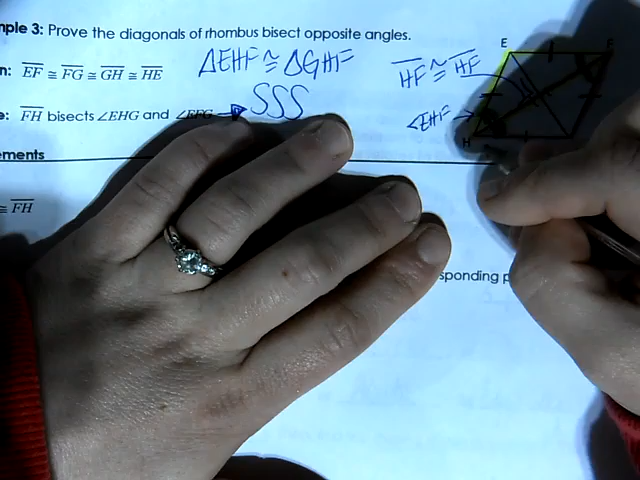 mple 3: Prove the diagonals of rhombus bisect opposite angles.
n: EF ≅ FG ≅ GH ≅ HE
ΔEHF ≅ ΔGHF
HF ≅ HF
SSS
e: FH bisects ∠EHG and ∠EFG
∠EHF
E
F
H
ements
≅ FH
sponding p